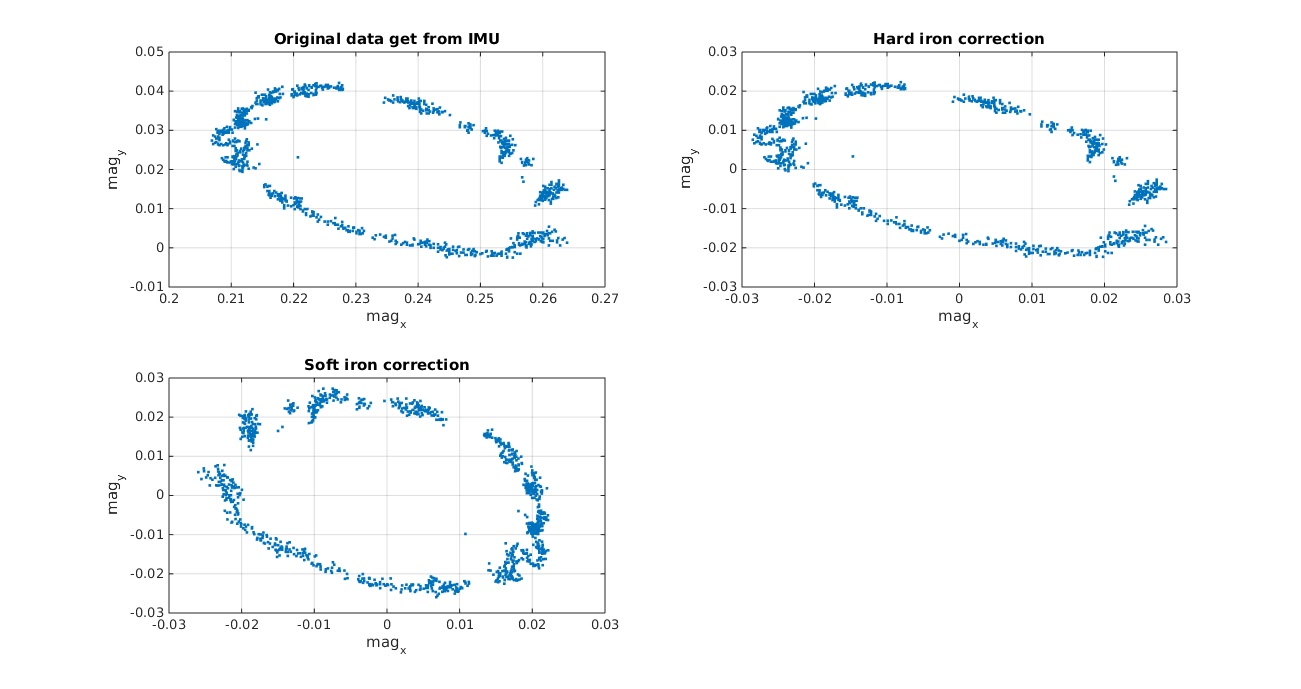 Original data get from IMU
0.05
0.04
0.03
0.02
0.01
0
-0.01
mag_y
0.2 0.21 0.22 0.23 0.24 0.25 0.26 0.27
mag_x
Hard iron correction
0.03
0.02
0.01
0
-0.01
-0.02
-0.03
mag_y
-0.03 -0.02 -0.01 0 0.01 0.02 0.03
mag_x
Soft iron correction
0.03
0.02
0.01
0
-0.01
-0.02
-0.03
mag_y
-0.03 -0.02 -0.01 0 0.01 0.02 0.03
mag_x